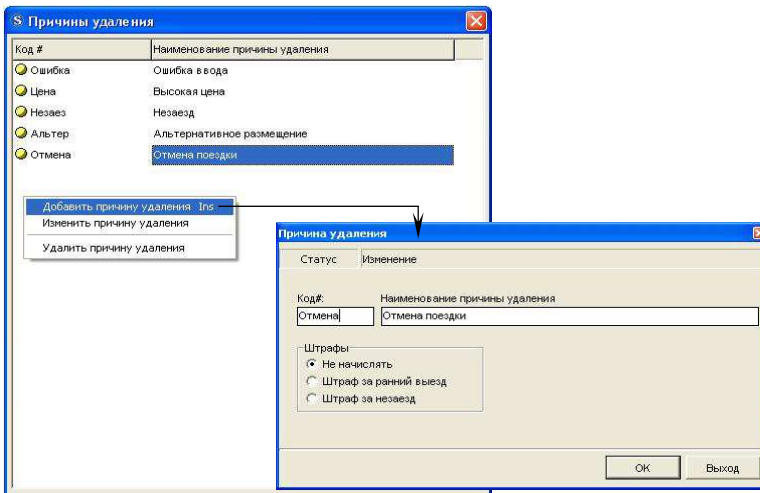 S Причины удаления
Код # Наименование причины удаления
Ошибка Ошибка ввода
Цена Высокая цена
Незаез Незаезд
Альтер Альтернативное размещение
Отмена Отмена поездки
Добавить причину удаления Ins
Изменить причину удаления
Удалить причину удаления
Причина удаления
Статус Изменение
Код#: Наименование причины удаления
Отмена Отмена поездки
Штрафы
Не начислять
Штраф за ранний выезд
Штраф за незаезд
OK Выход